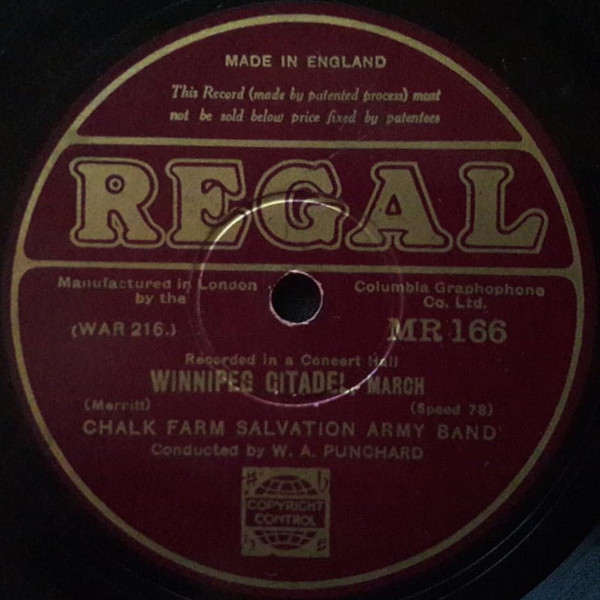 MADE IN ENGLAND
This Record (made by patented process) must
not be sold below price fixed by patentees
REGAL
Manufactured in London
by the
Columbia Graphophone
Co. Ltd.
(WAR 216.)
MR 166
Recorded in a Concert Hall
WINNIPEG CITADEL, MARCH
(Merritt)
(Speed 78)
CHALK FARM SALVATION ARMY BAND
Conducted by W. A. PUNCHARD
COPYRIGHT
CONTROL